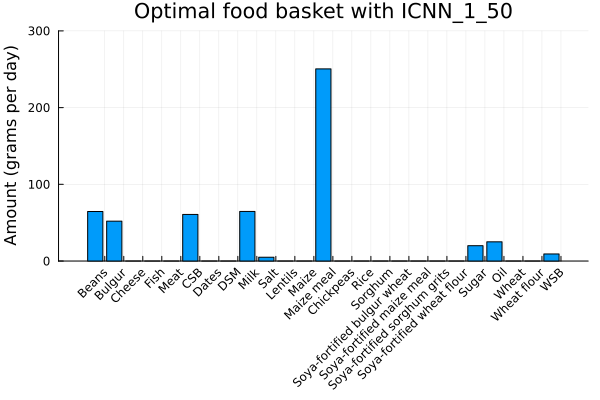 Optimal food basket with ICNN_1_50
Amount (grams per day)
300
200
100
0
Beans
Bulgur
Cheese
Fish
Meat
CSB
Dates
DSM
Milk
Salt
Lentils
Maize
Maize meal
Chickpeas
Rice
Sorghum
Soya-fortified bulgur wheat
Soya-fortified maize meal
Soya-fortified sorghum grits
Soya-fortified wheat flour
Sugar
Oil
Wheat
Wheat flour
WSB